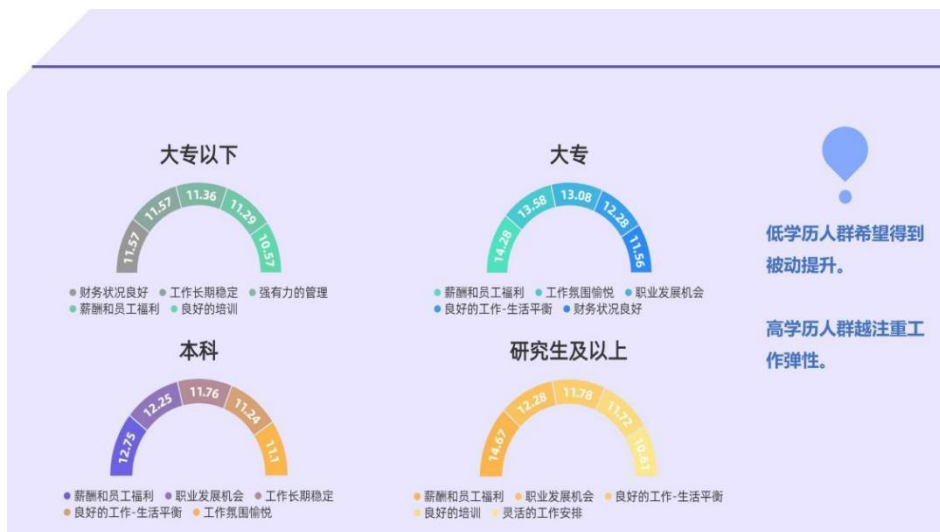 大专以下
11.57
11.57
11.36
11.29
10.57
●财务状况良好 ●工作长期稳定 ●强有力的管理
●薪酬和员工福利 ●良好的培训
大专
14.28
13.58
13.08
12.28
11.56
●薪酬和员工福利 ●工作氛围愉悦 ●职业发展机会
●良好的工作-生活平衡 ●财务状况良好
低学历人群希望得到
被动提升。
高学历人群越注重工
作弹性。
本科
12.75
12.25
11.76
11.24
11.1
●薪酬和员工福利 ●职业发展机会 ●工作长期稳定
●良好的工作-生活平衡 ●工作氛围愉悦
研究生及以上
14.67
12.28
11.78
11.72
10.61
●薪酬和员工福利 ●职业发展机会 ●良好的工作-生活平衡
●良好的培训 ●灵活的工作安排